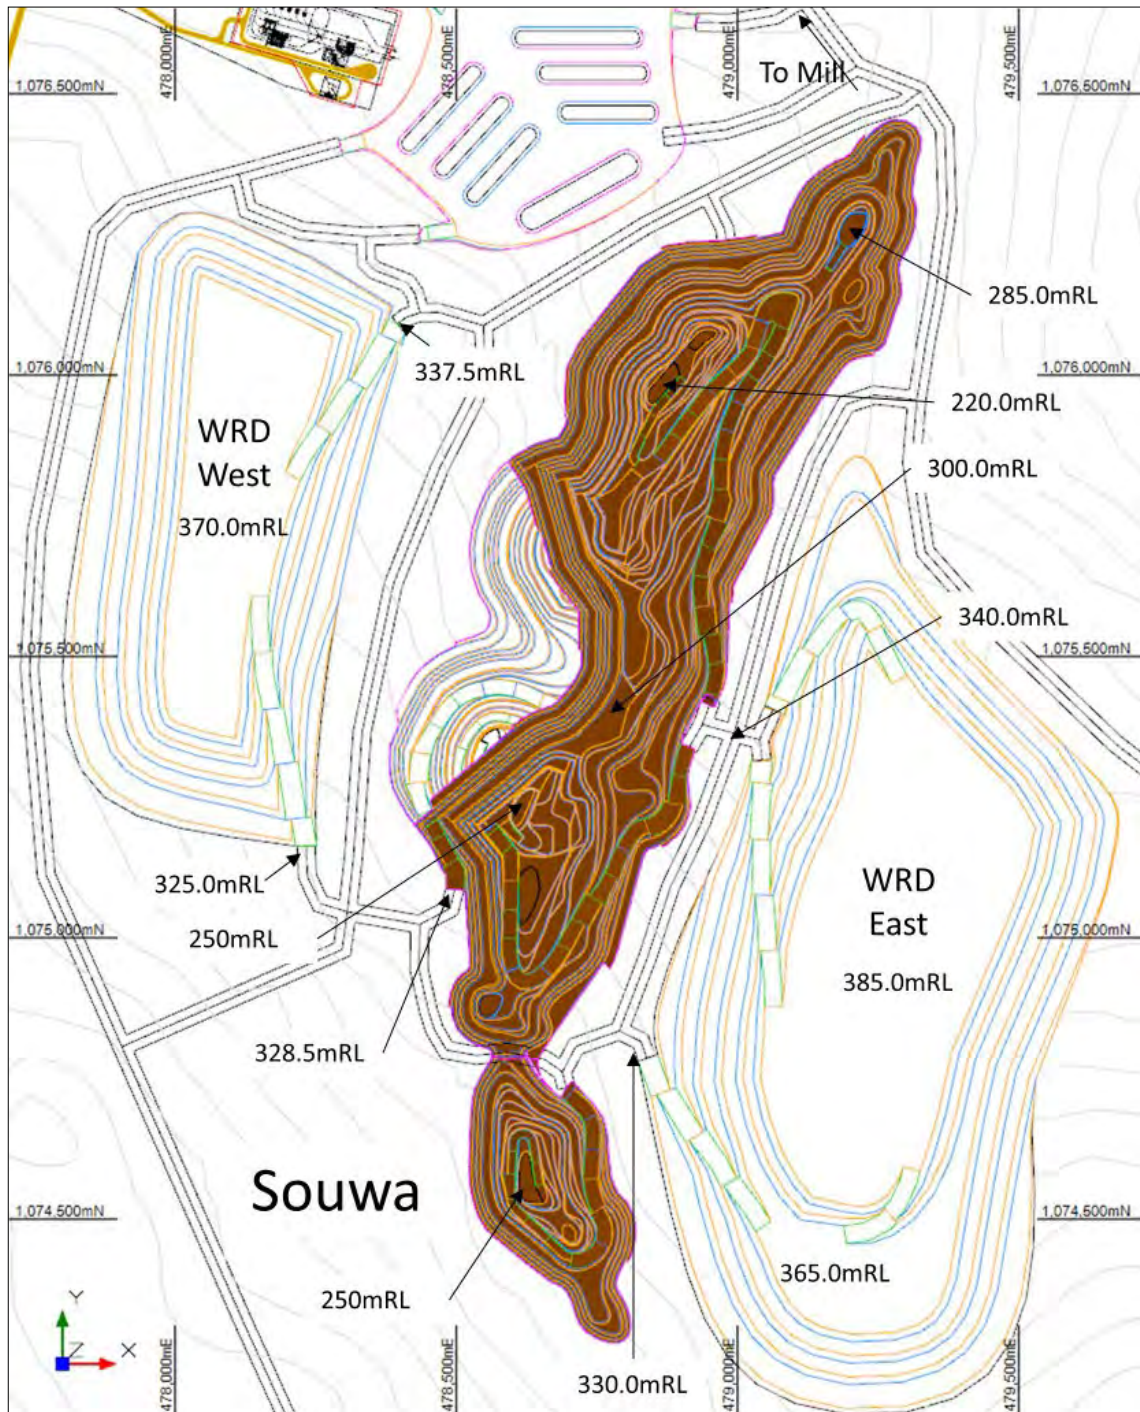 478,000mE
478,500mE
479,000mE
479,500mE
To Mill
1,076,500mN
1,076,500mN
285.0mRL
337.5mRL
1,076,000mN
1,076,000mN
220.0mRL
WRD
West
370.0mRL
300.0mRL
340.0mRL
1,075,500mN
1,075,500mN
325.0mRL
WRD
East
385.0mRL
250mRL
1,075,000mN
1,075,000mN
328.5mRL
Souwa
1,074,500mN
1,074,500mN
365.0mRL
250mRL
330.0mRL
Y
Z
X
478,000mE
478,500mE
479,000mE
479,500mE